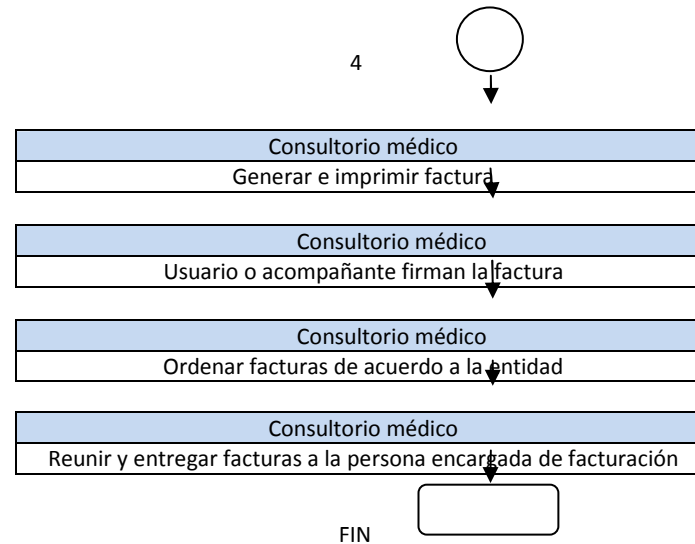 4
Consultorio médico
Generar e imprimir factura
Consultorio médico
Usuario o acompañante firman la factura
Consultorio médico
Ordenar facturas de acuerdo a la entidad
Consultorio médico
Reunir y entregar facturas a la persona encargada de facturación
FIN